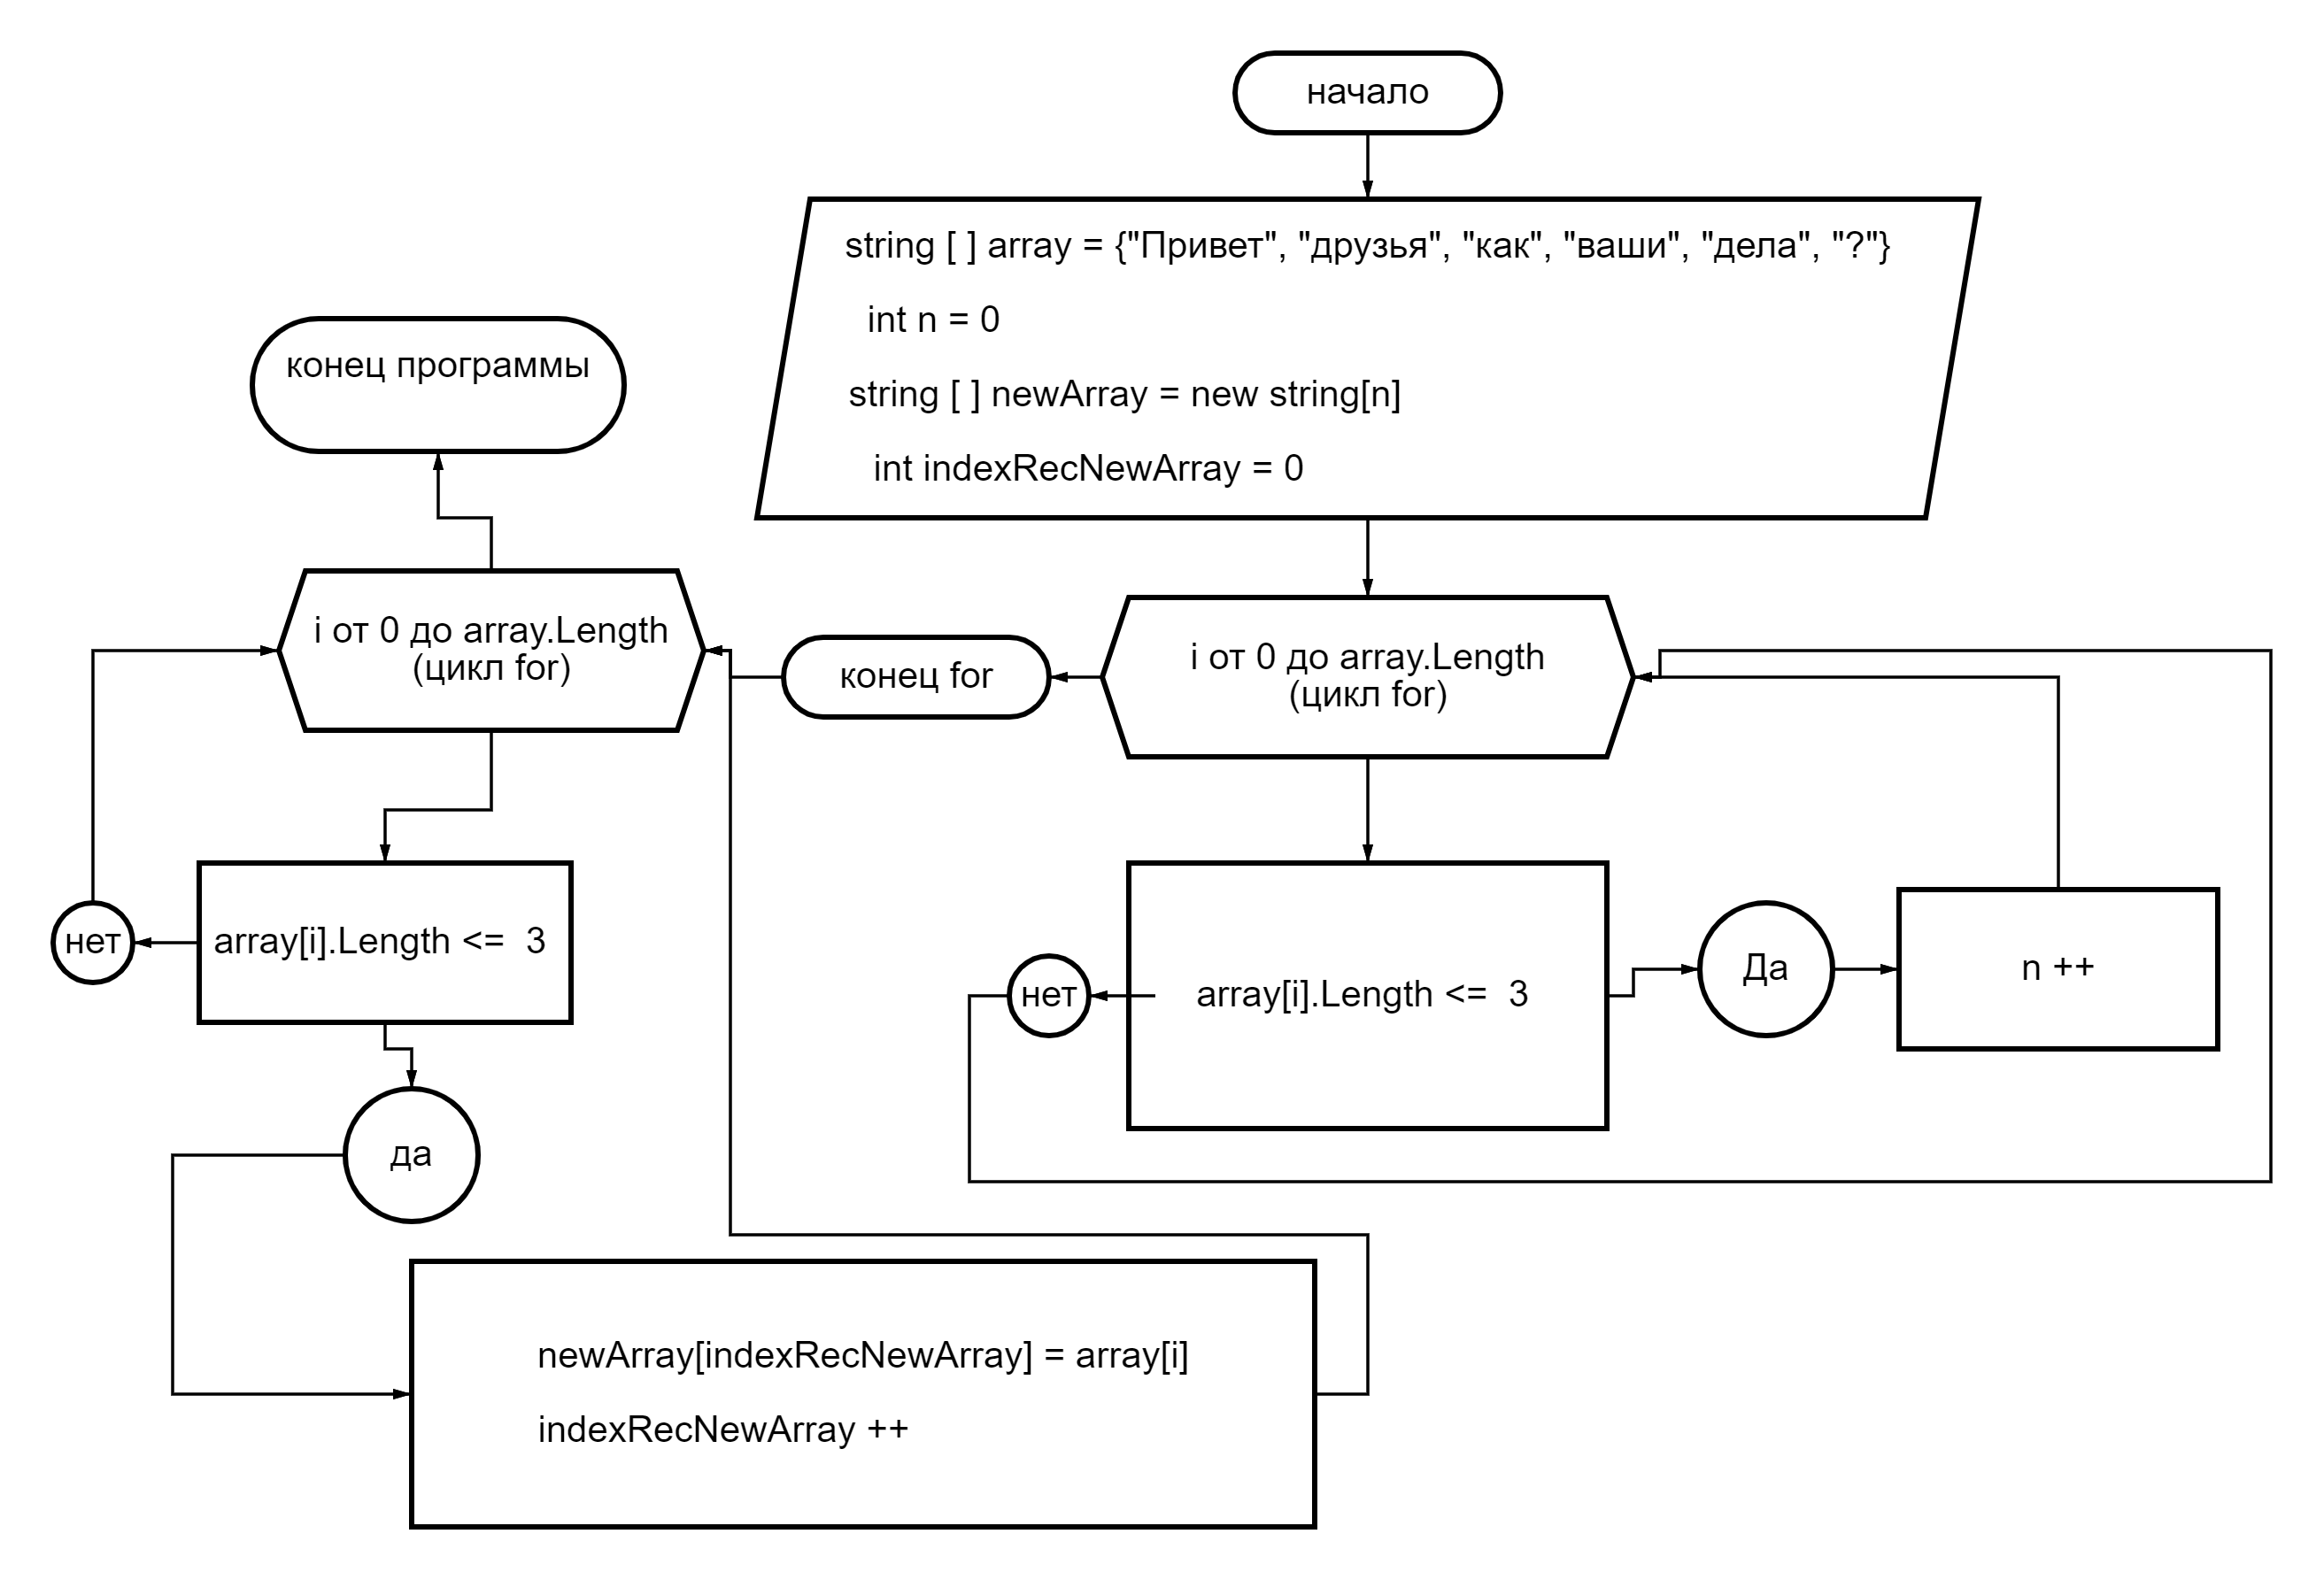 начало
string [ ] array = {"Привет", "друзья", "как", "ваши", "дела", "?"}
int n = 0
string [ ] newArray = new string[n]
int indexRecNewArray = 0
конец программы
i от 0 до array.Length
(цикл for)
конец for
i от 0 до array.Length
(цикл for)
нет
array[i].Length <=  3
нет
array[i].Length <=  3
Да
n ++
да
newArray[indexRecNewArray] = array[i]
indexRecNewArray ++